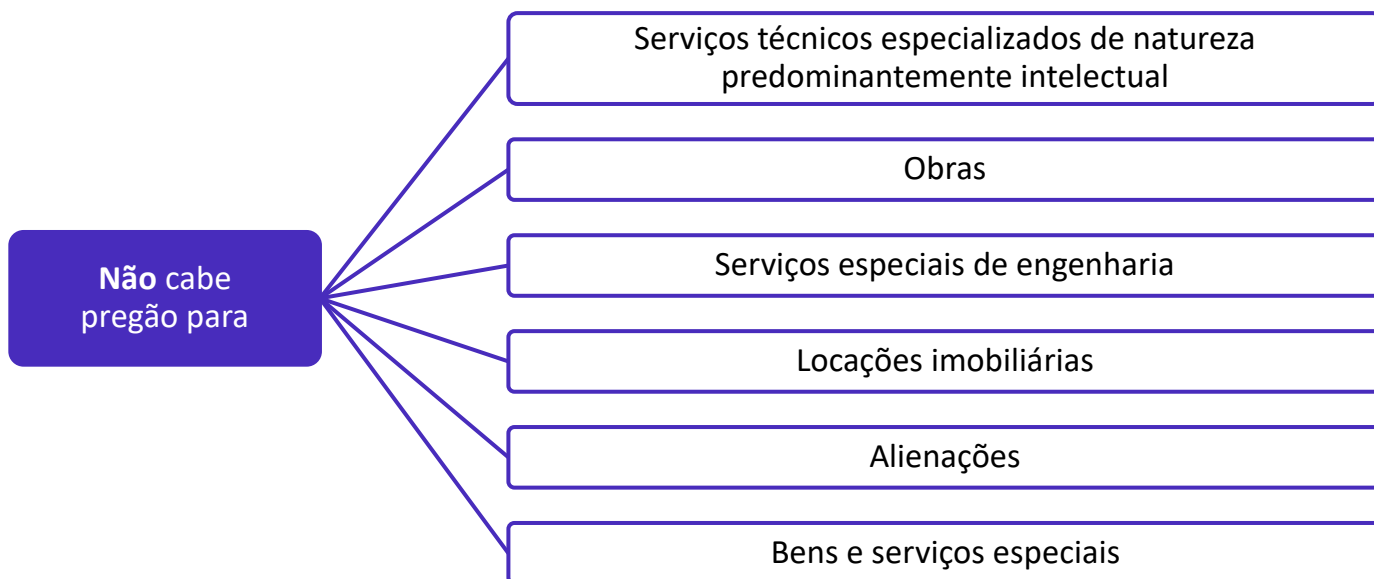 Não cabe
pregão para
Serviços técnicos especializados de natureza
predominantemente intelectual
Obras
Serviços especiais de engenharia
Locações imobiliárias
Alienações
Bens e serviços especiais